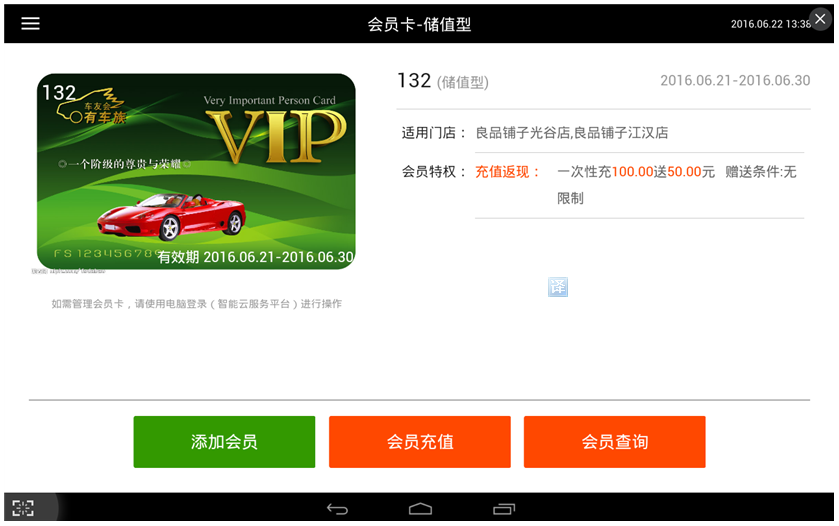 会员卡-储值型
2016.06.22 13:38
132
车友会
有车族
Very Important Person Card
VIP
一个阶级的尊贵与荣耀
FS 123456789
有效期 2016.06.21-2016.06.30
如需管理会员卡，请使用电脑登录（智能云服务平台）进行操作
132 (储值型)
2016.06.21-2016.06.30
适用门店： 良品铺子光谷店,良品铺子江汉店
会员特权： 充值返现： 一次性充100.00送50.00元 赠送条件:无
限制
译
添加会员
会员充值
会员查询